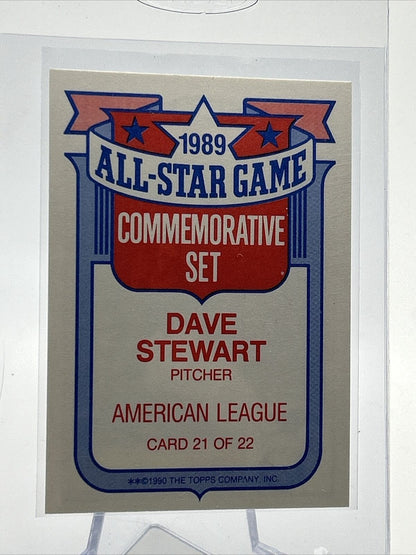 1989
ALL-STAR GAME
COMMEMORATIVE
SET
DAVE
STEWART
PITCHER
AMERICAN LEAGUE
CARD 21 OF 22
**©1990 THE TOPPS COMPANY, INC.